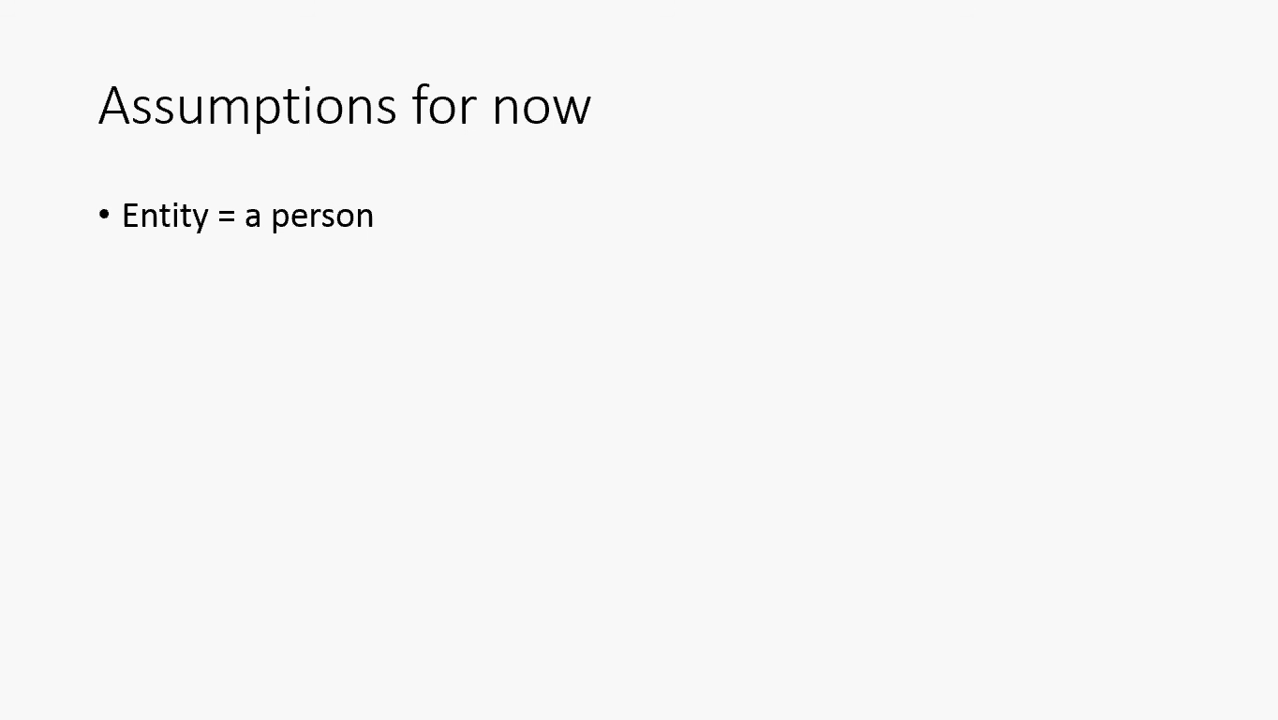 Assumptions for now
• Entity = a person